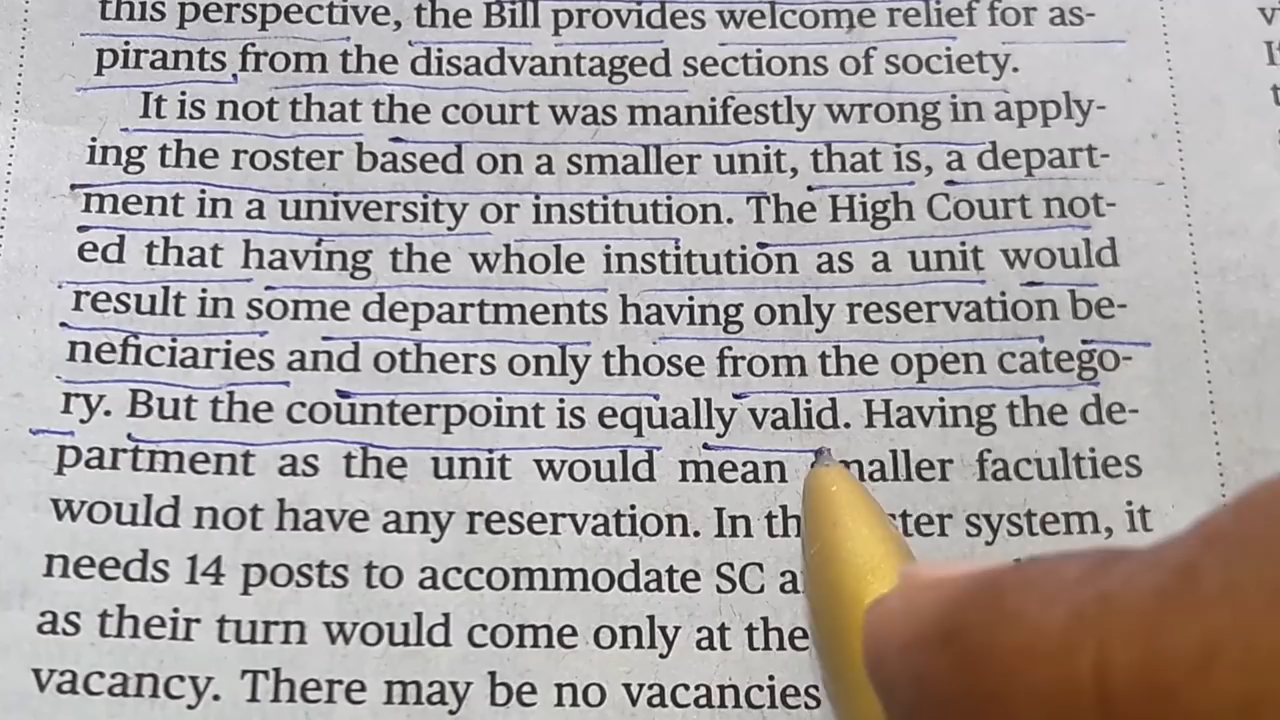 this perspective, the Bill provides welcome relief for as-
pirants from the disadvantaged sections of society.
It is not that the court was manifestly wrong in apply-
ing the roster based on a smaller unit, that is, a depart-
ment in a university or institution. The High Court not-
ed that having the whole institution as a unit would
result in some departments having only reservation be-
neficiaries and others only those from the open catego-
ry. But the counterpoint is equally valid. Having the de-
partment as the unit would mean smaller faculties
would not have any reservation. In system, it
needs 14 posts to accommodate SC
as their turn would come only at the
vacancy. There may be no vacancies